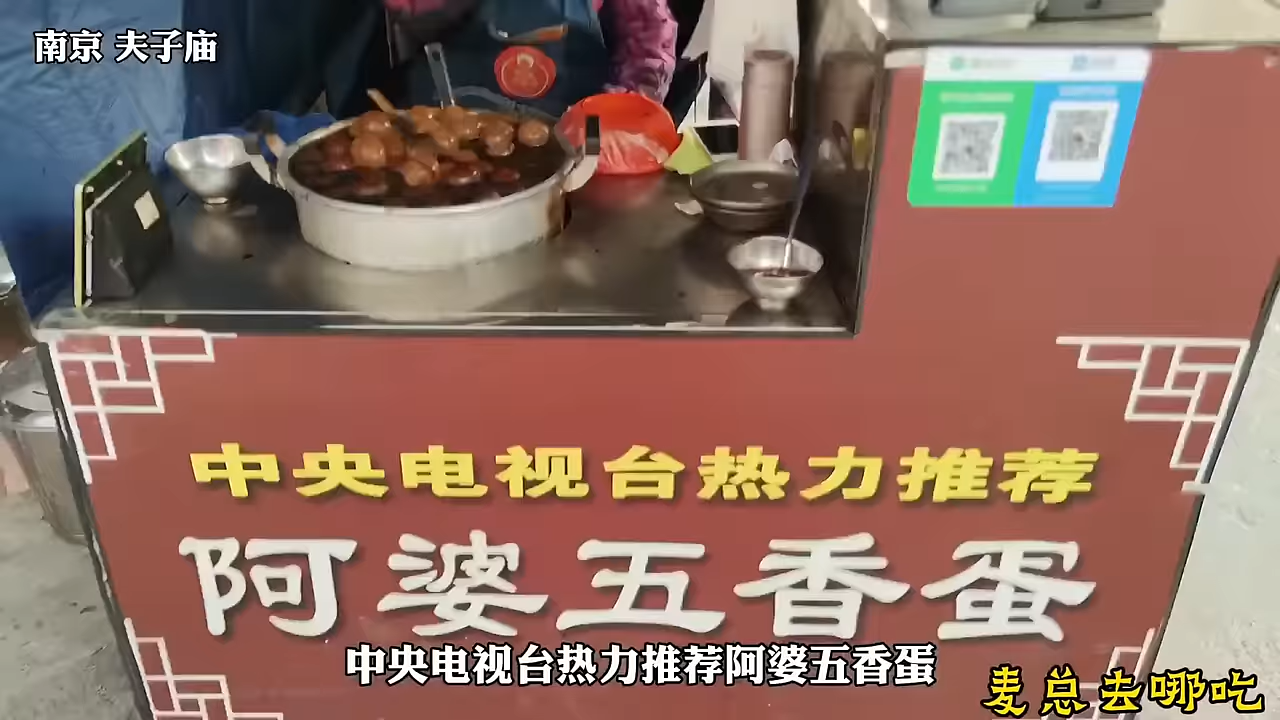 南京 夫子庙
中央电视台热力推荐
阿婆五香蛋
中央电视台热力推荐阿婆五香蛋
麦总去哪吃